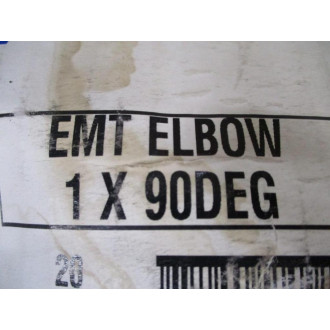 EMT ELBOW
1 X 90DEG
20